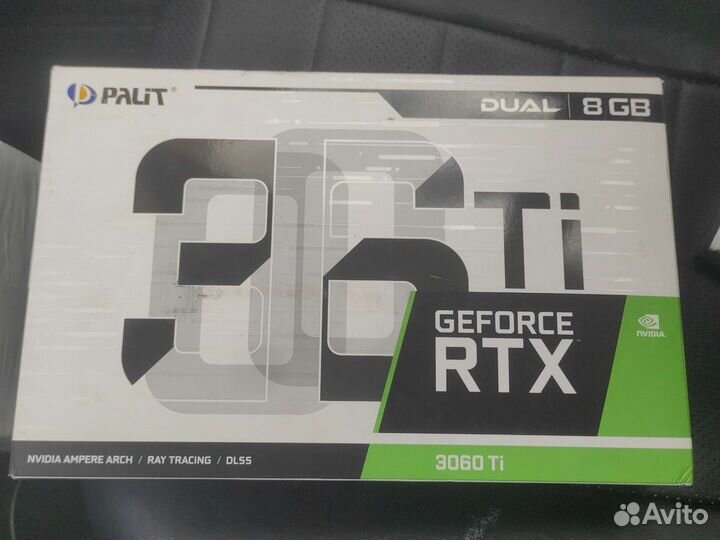 PALIT
DUAL 8 GB
3060 Ti
GEFORCE
RTX
NVIDIA
NVIDIA AMPERE ARCH / RAY TRACING / DLSS
3060 Ti
Avito